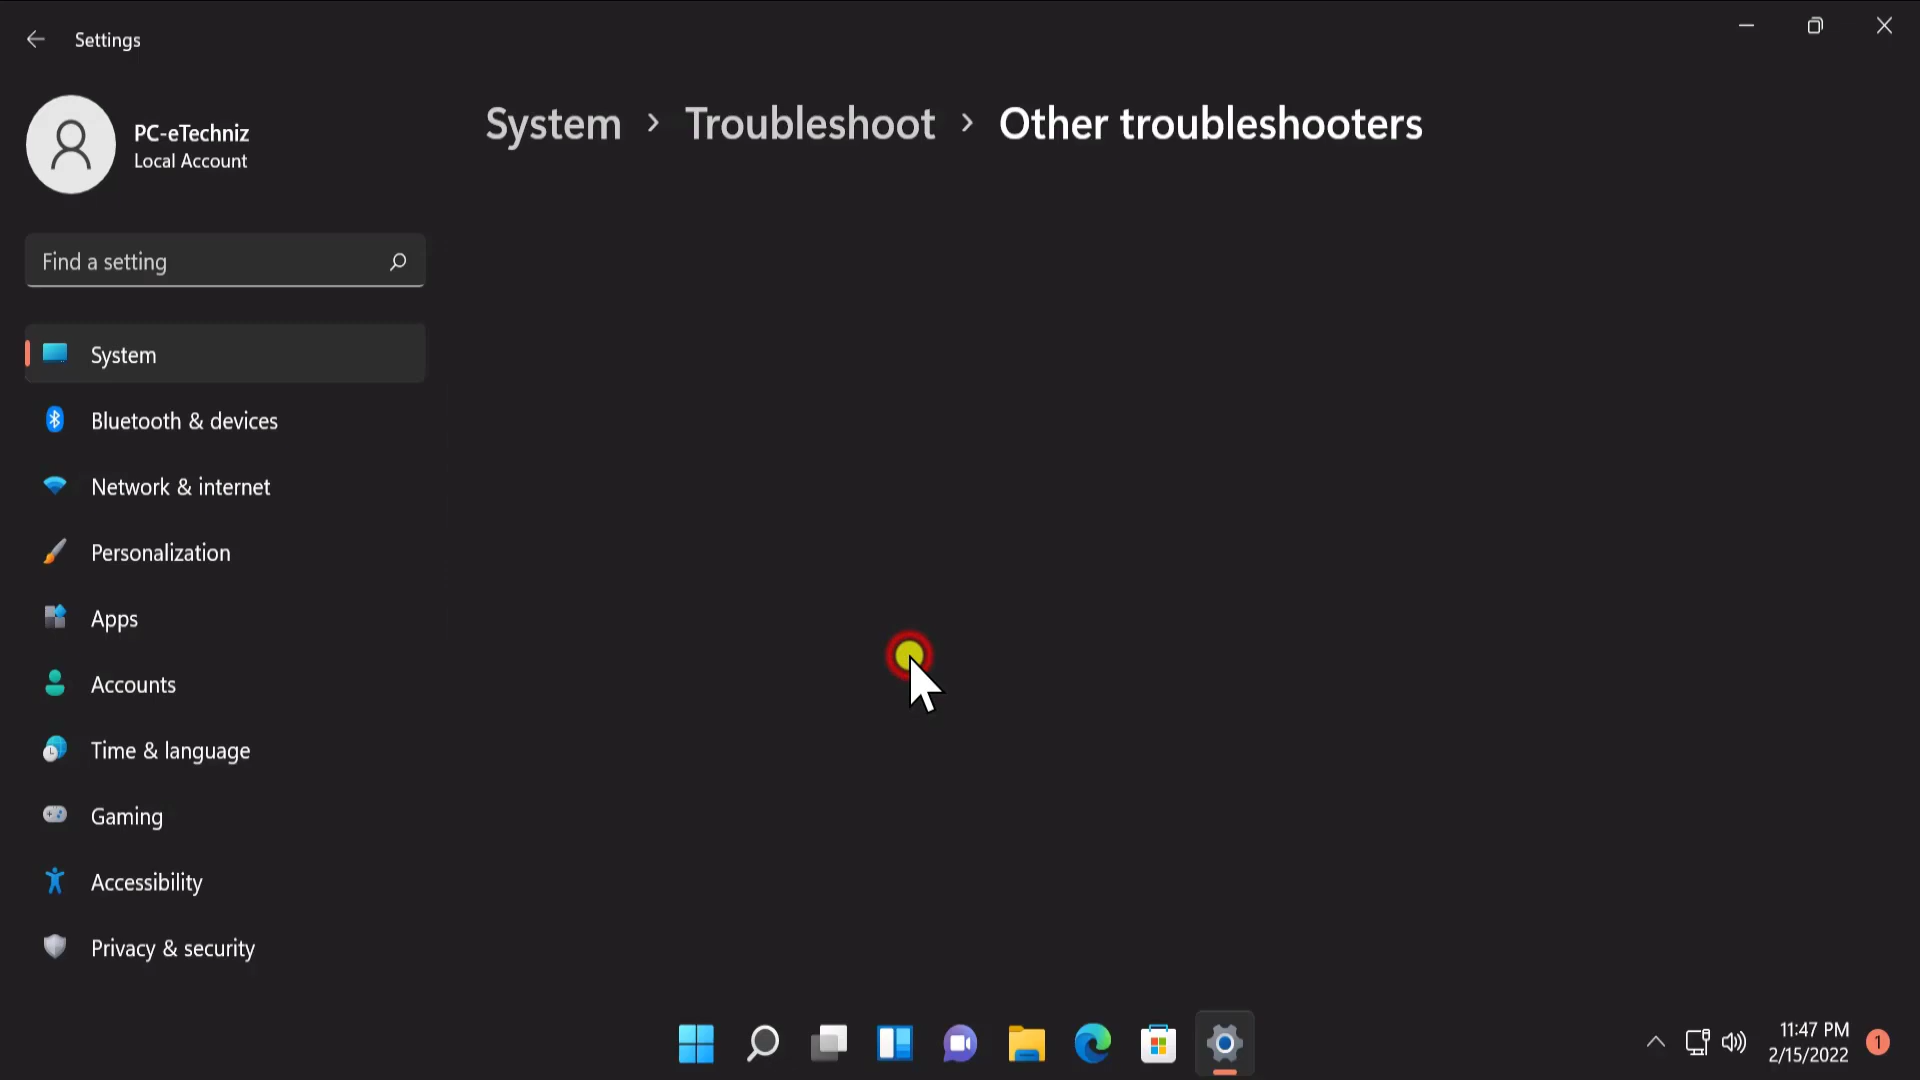 Settings
PC-eTechniz
Local Account
System > Troubleshoot > Other troubleshooters
Find a setting
System
Bluetooth & devices
Network & internet
Personalization
Apps
Accounts
Time & language
Gaming
Accessibility
Privacy & security
11:47 PM
2/15/2022
1